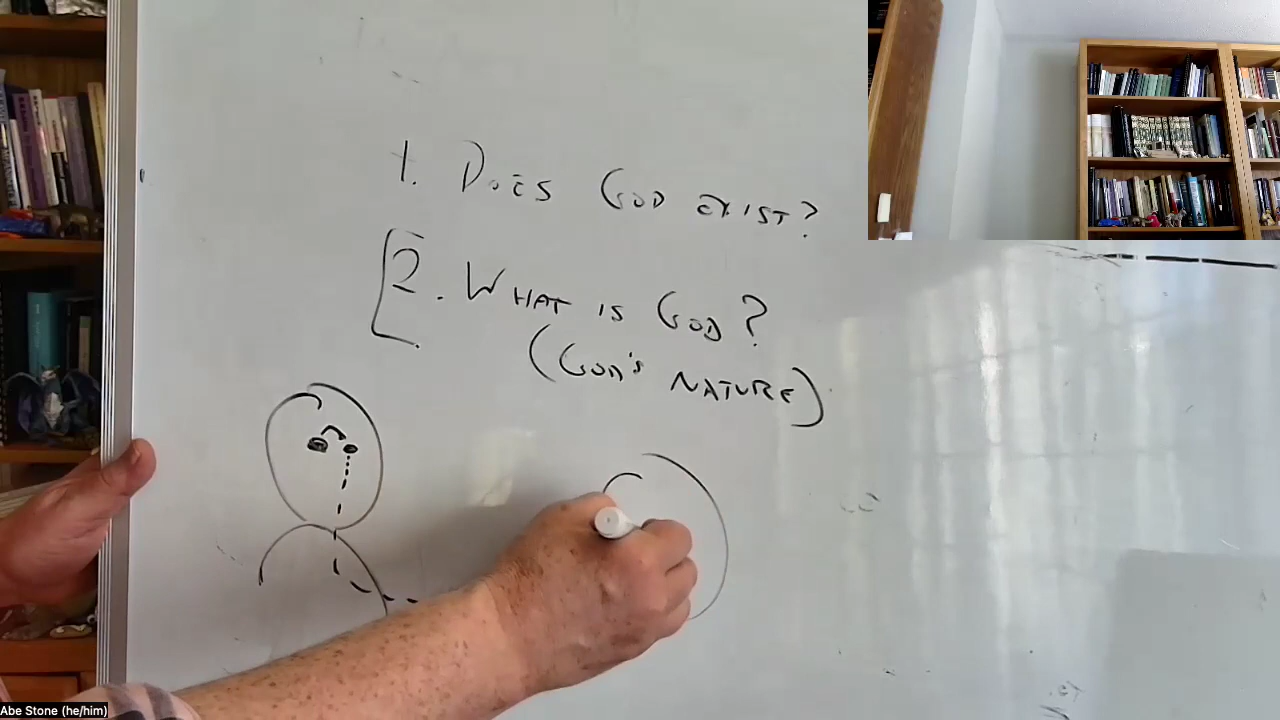 1. DOES GOD EXIST?
2. WHAT IS GOD?
(GOD'S NATURE)
Abe Stone (he/him)